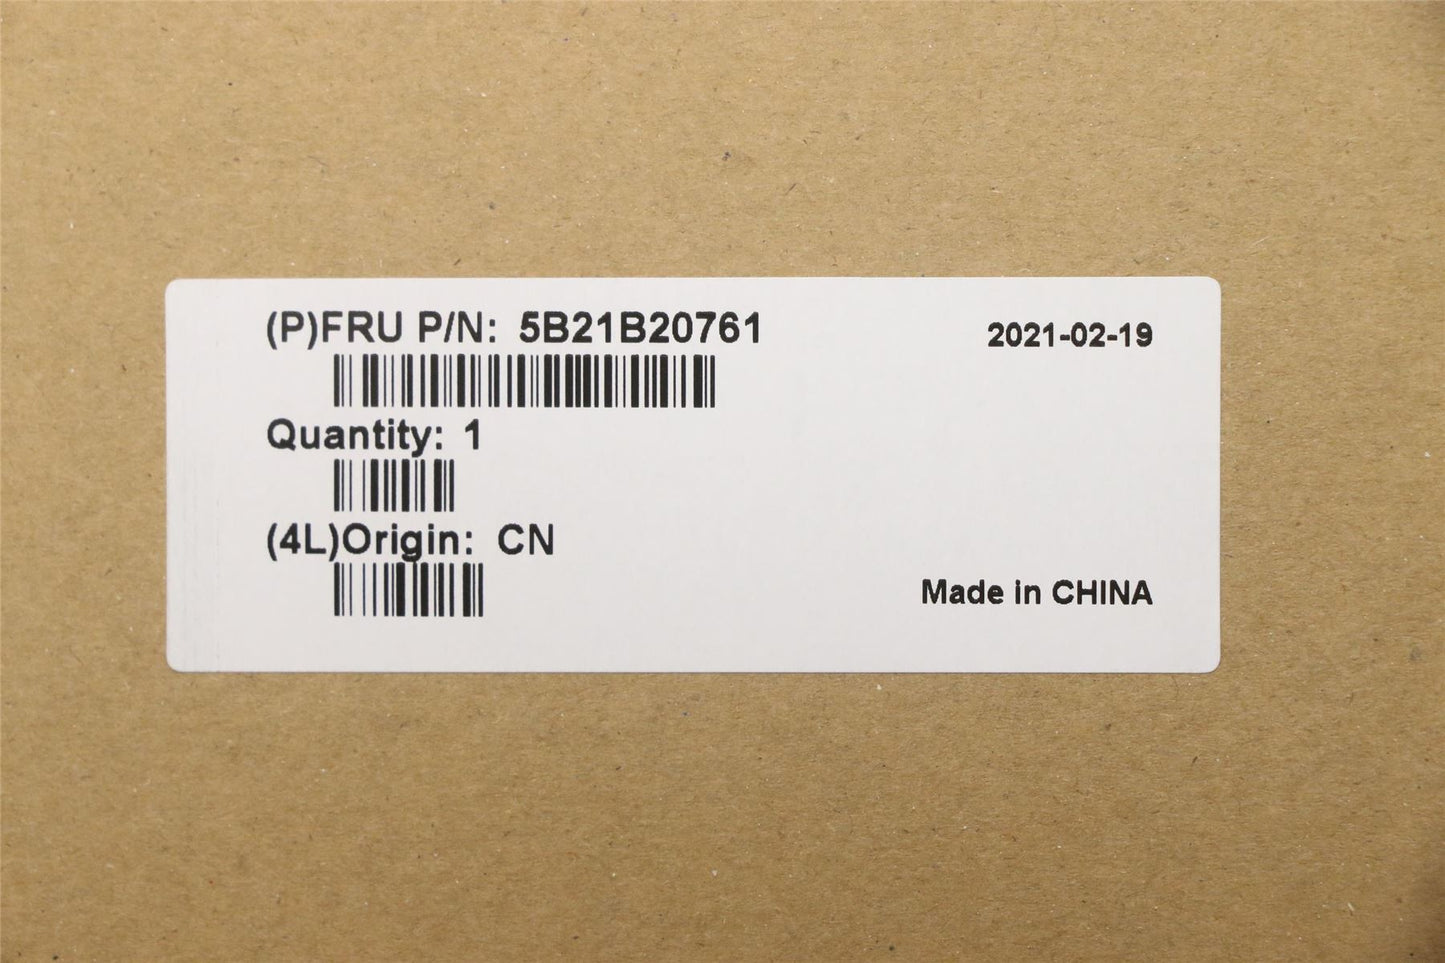 (P)FRU P/N: 5B21B20761
2021-02-19
Quantity: 1
(4L)Origin: CN
Made in CHINA